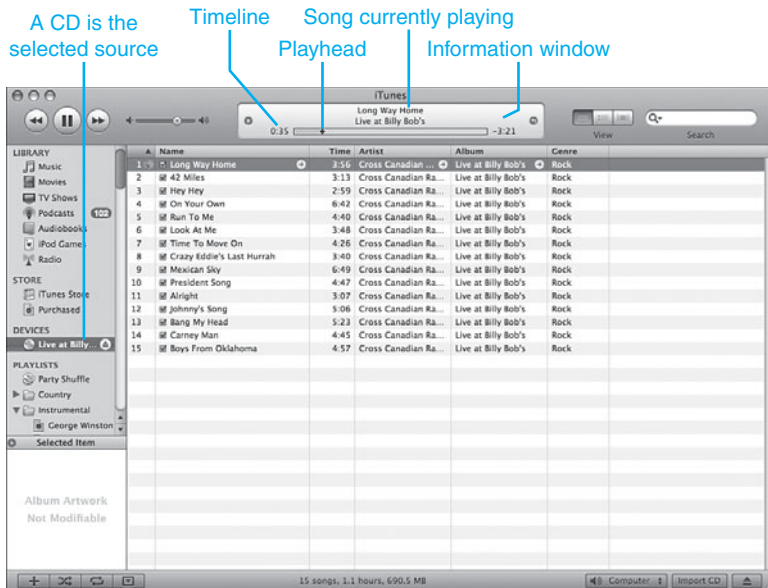 A CD is the
selected source
Timeline
Song currently playing
Playhead
Information window
iTunes
Long Way Home
Live at Billy Bob's
0:35
-3:21
View
Search
LIBRARY
Music
Movies
TV Shows
Podcasts 102
Audiobooks
iPod Games
Radio
STORE
iTunes Store
Purchased
DEVICES
Live at Billy...
PLAYLISTS
Party Shuffle
Country
Instrumental
George Winston
Selected Item
Album Artwork
Not Modifiable
Name Time Artist Album Genre
1 Long Way Home 3:56 Cross Canadian ... Live at Billy Bob's Rock
2 42 Miles 3:13 Cross Canadian Ra... Live at Billy Bob's Rock
3 Hey Hey 2:59 Cross Canadian Ra... Live at Billy Bob's Rock
4 On Your Own 6:42 Cross Canadian Ra... Live at Billy Bob's Rock
5 Run To Me 4:40 Cross Canadian Ra... Live at Billy Bob's Rock
6 Look At Me 3:48 Cross Canadian Ra... Live at Billy Bob's Rock
7 Time To Move On 4:26 Cross Canadian Ra... Live at Billy Bob's Rock
8 Crazy Eddie's Last Hurrah 3:40 Cross Canadian Ra... Live at Billy Bob's Rock
9 Mexican Sky 6:49 Cross Canadian Ra... Live at Billy Bob's Rock
10 President Song 4:47 Cross Canadian Ra... Live at Billy Bob's Rock
11 Alright 3:07 Cross Canadian Ra... Live at Billy Bob's Rock
12 Johnny's Song 5:06 Cross Canadian Ra... Live at Billy Bob's Rock
13 Bang My Head 5:23 Cross Canadian Ra... Live at Billy Bob's Rock
14 Carney Man 4:45 Cross Canadian Ra... Live at Billy Bob's Rock
15 Boys From Oklahoma 4:57 Cross Canadian Ra... Live at Billy Bob's Rock
15 songs, 1.1 hours, 690.5 MB
Computer
Import CD